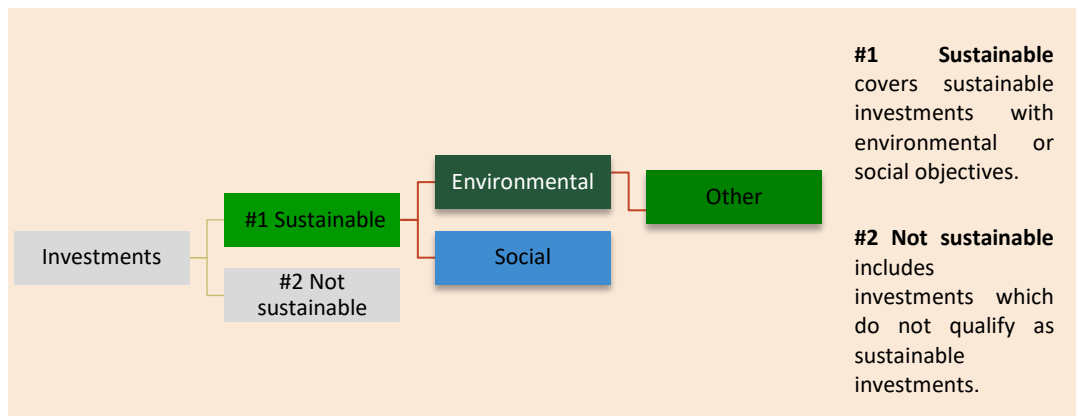 Investments
#1 Sustainable
#2 Not
sustainable
Environmental
Social
Other
#1 Sustainable
covers sustainable
investments with
environmental or
social objectives.
#2 Not sustainable
includes
investments which
do not qualify as
sustainable
investments.